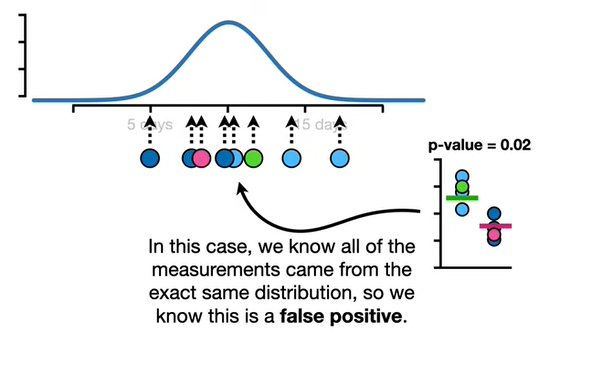 5 days
15 days
p-value = 0.02
In this case, we know all of the
measurements came from the
exact same distribution, so we
know this is a false positive.